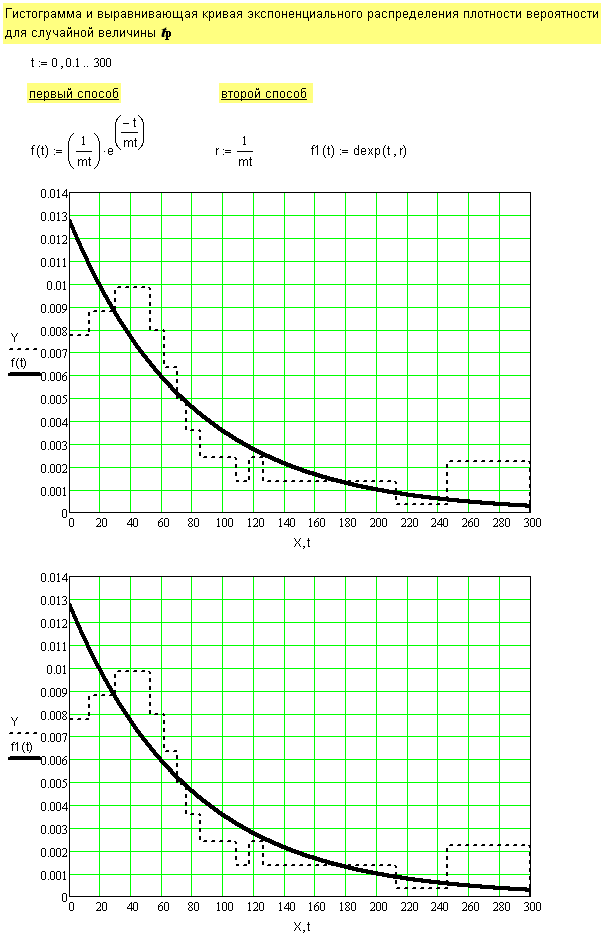 Гистограмма и выравнивающая кривая экспоненциального распределения плотности вероятности
для случайной величины tp
t := 0 , 0.1 .. 300
первый способ второй способ
f(t) := (1/mt) · e^(−t/mt) r := 1/mt f1(t) := dexp(t , r)
0.014
0.013
0.012
0.011
0.01
0.009
0.008
Y
0.007
f(t)
0.006
0.005
0.004
0.003
0.002
0.001
0
0 20 40 60 80 100 120 140 160 180 200 220 240 260 280 300
X, t
0.014
0.013
0.012
0.011
0.01
0.009
0.008
Y
0.007
f1(t)
0.006
0.005
0.004
0.003
0.002
0.001
0
0 20 40 60 80 100 120 140 160 180 200 220 240 260 280 300
X, t